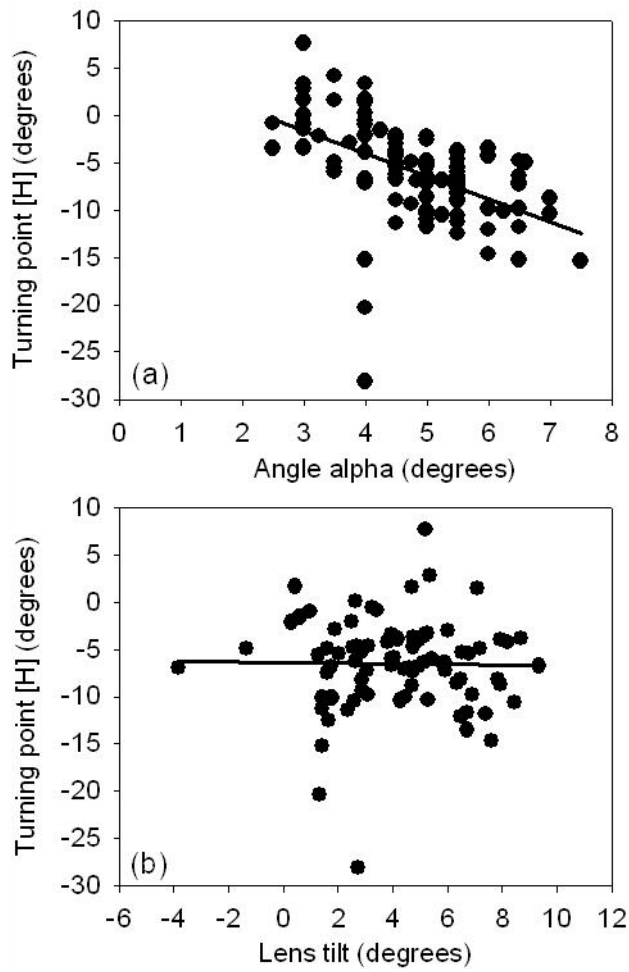 10
5
0
-5
-10
-15
-20
-25
-30
Turning point [H] (degrees)
(a)
0 1 2 3 4 5 6 7 8
Angle alpha (degrees)
10
5
0
-5
-10
-15
-20
-25
-30
Turning point [H] (degrees)
(b)
-6 -4 -2 0 2 4 6 8 10 12
Lens tilt (degrees)